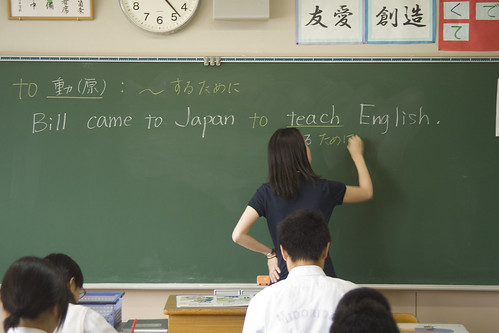 友愛 創造
くて
て
to 動(原) : ～ するために
Bill came to Japan to teach English.
るために